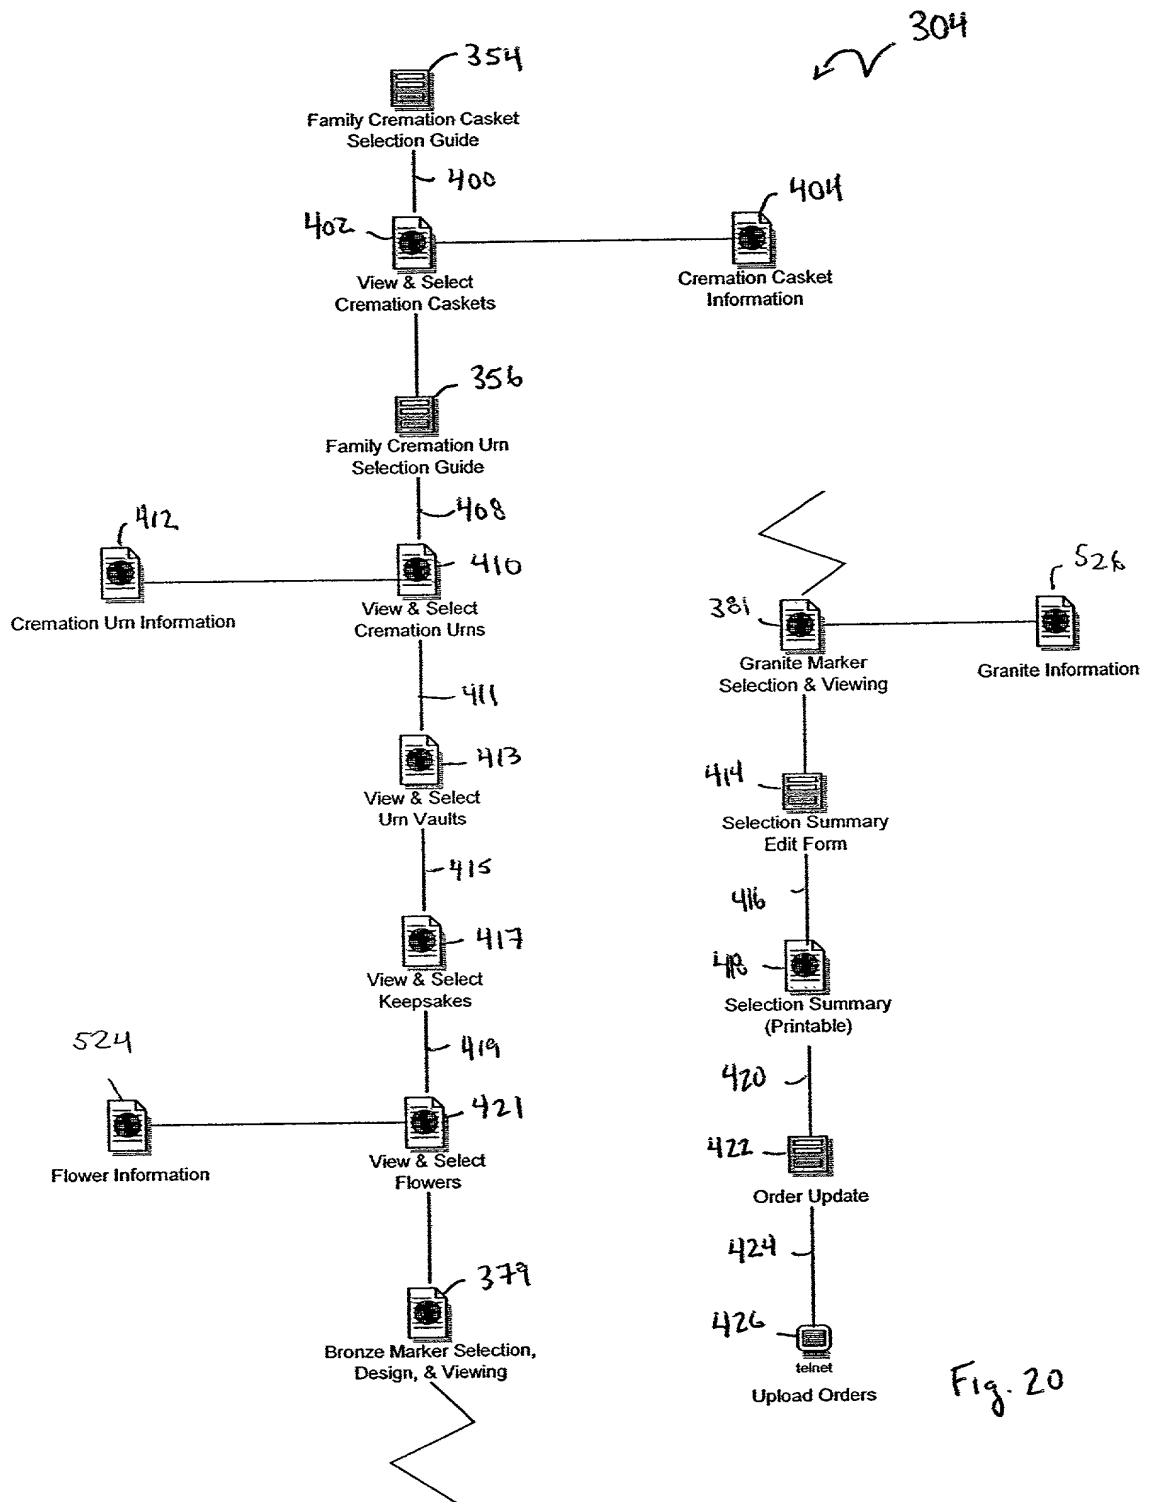 304
354
Family Cremation Casket
Selection Guide
400
402
View & Select
Cremation Caskets
404
Cremation Casket
Information
356
Family Cremation Urn
Selection Guide
408
412
Cremation Urn Information
410
View & Select
Cremation Urns
411
413
View & Select
Urn Vaults
415
417
View & Select
Keepsakes
419
524
Flower Information
421
View & Select
Flowers
379
Bronze Marker Selection,
Design, & Viewing
381
Granite Marker
Selection & Viewing
526
Granite Information
414
Selection Summary
Edit Form
416
418
Selection Summary
(Printable)
420
422
Order Update
424
426
telnet
Upload Orders
Fig. 20